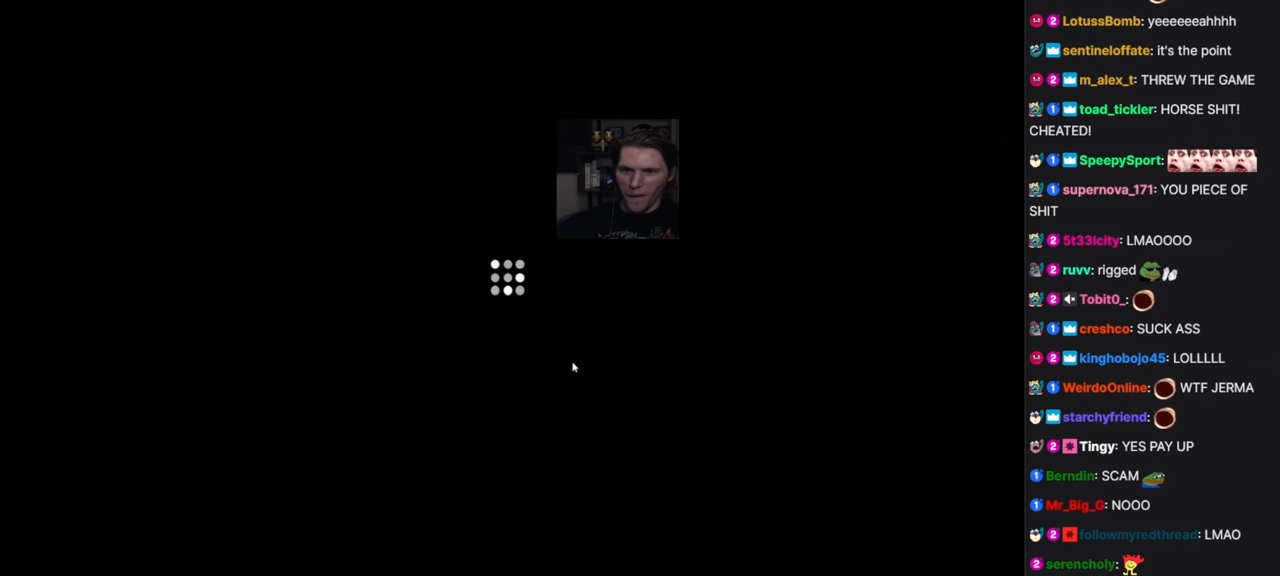 LotussBomb: yeeeeeeahhhh
sentineloffate: it's the point
m_alex_t: THREW THE GAME
toad_tickler: HORSE SHIT!
CHEATED!
SpeepySport:
supernova_171: YOU PIECE OF
SHIT
5t33lcity: LMAOOOO
ruvv: rigged
Tobit0_:
creshco: SUCK ASS
kinghobojo45: LOLLLLL
WeirdoOnline: WTF JERMA
starchyfriend:
Tingy: YES PAY UP
Berndin: SCAM
Mr_Big_G: NOOO
followmyredthread: LMAO
serencholy: